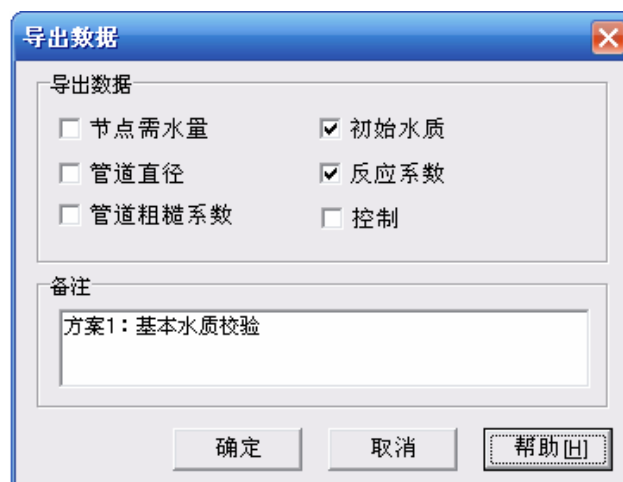 导出数据
导出数据
节点需水量 初始水质
管道直径 反应系数
管道粗糙系数 控制
备注
方案1：基本水质校验
确定 取消 帮助[H]